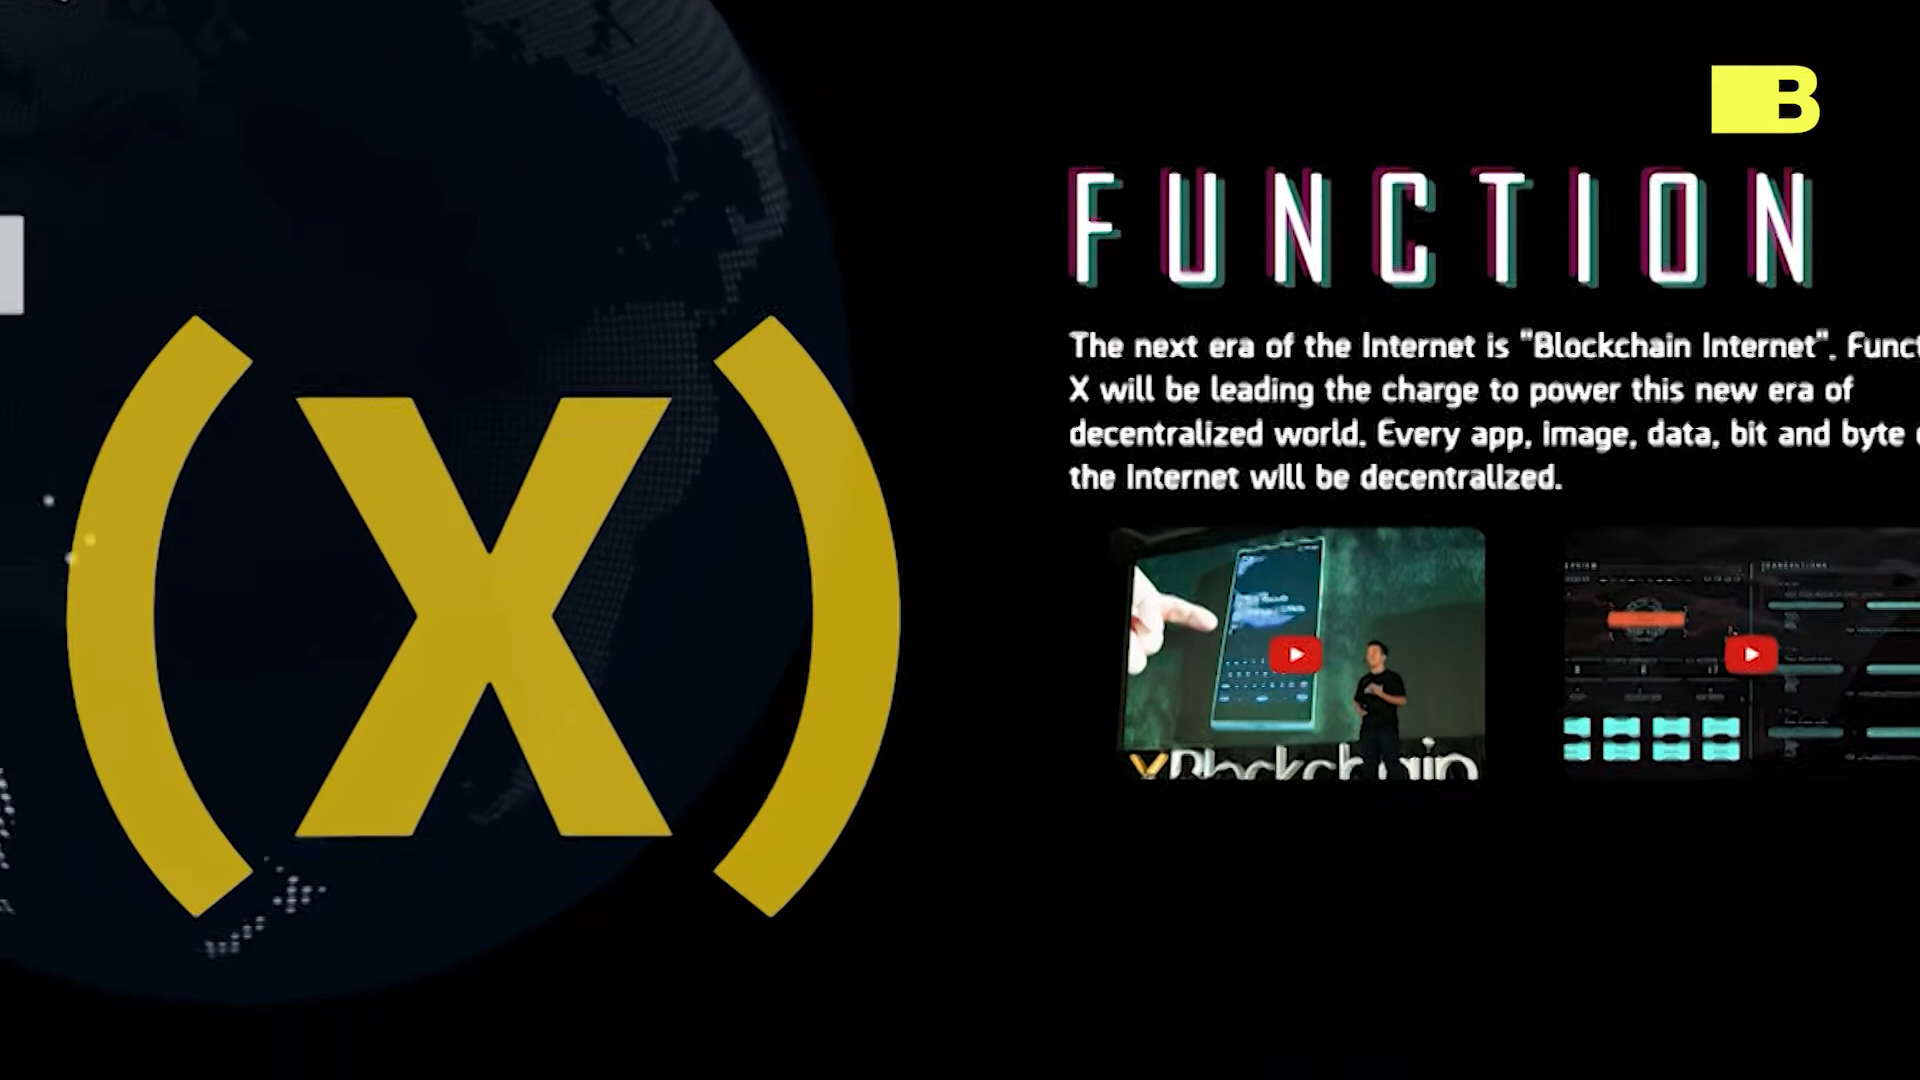 B
FUNCTION
(X)
The next era of the Internet is "Blockchain Internet". Funct
X will be leading the charge to power this new era of
decentralized world. Every app, image, data, bit and byte
the Internet will be decentralized.
XBlockchain